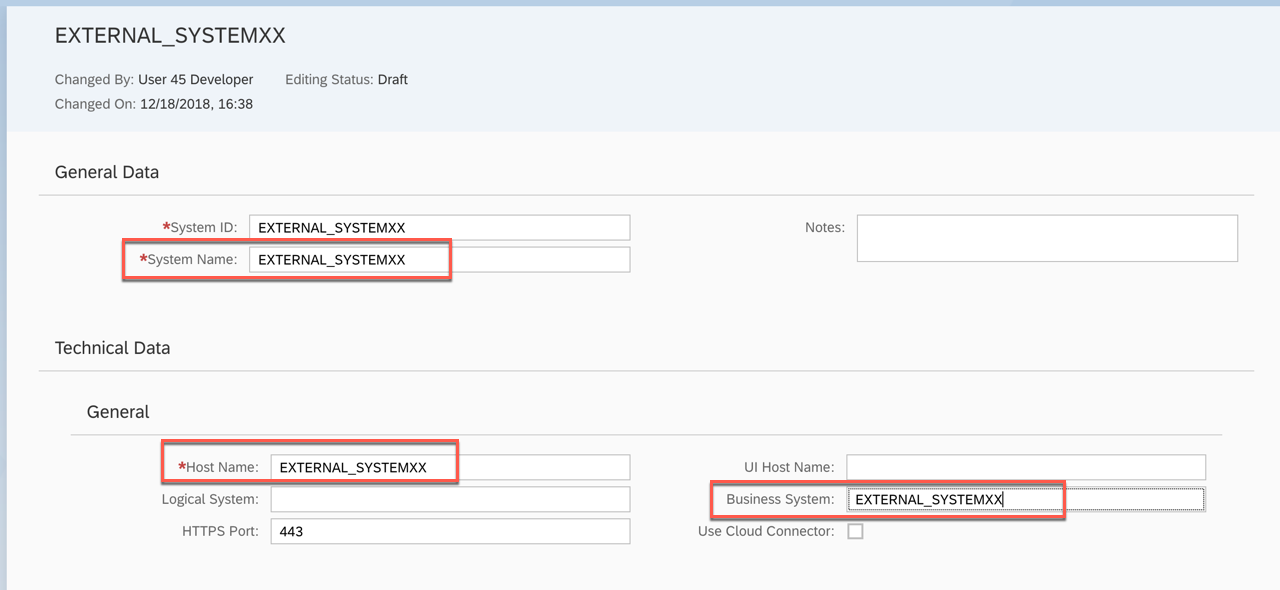 EXTERNAL_SYSTEMXX
Changed By: User 45 Developer Editing Status: Draft
Changed On: 12/18/2018, 16:38
General Data
*System ID: EXTERNAL_SYSTEMXX Notes:
*System Name: EXTERNAL_SYSTEMXX
Technical Data
General
*Host Name: EXTERNAL_SYSTEMXX UI Host Name:
Logical System: Business System: EXTERNAL_SYSTEMXX
HTTPS Port: 443 Use Cloud Connector: